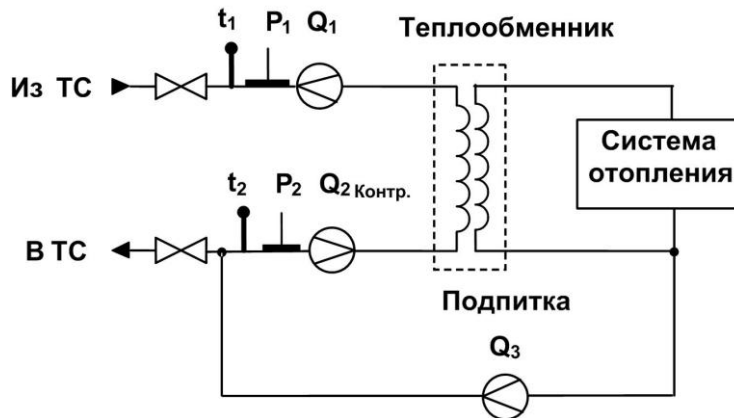 t1 P1 Q1 Теплообменник
Из ТС
Система
отопления
t2 P2 Q2 Контр.
В ТС
Подпитка
Q3